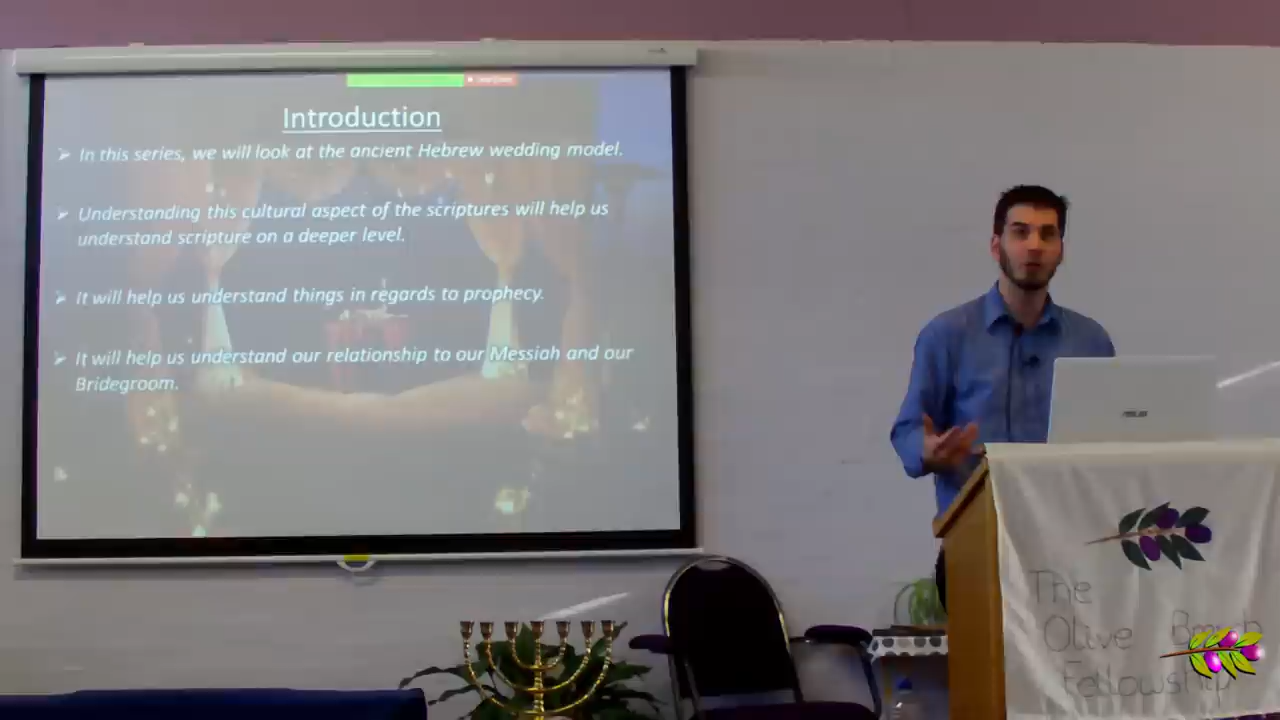 Introduction
In this series, we will look at the ancient Hebrew wedding model.
Understanding this cultural aspect of the scriptures will help us
understand scripture on a deeper level.
It will help us understand things in regards to prophecy.
It will help us understand our relationship to our Messiah and our
Bridegroom.
ASUS
The
Olive
Fellowship